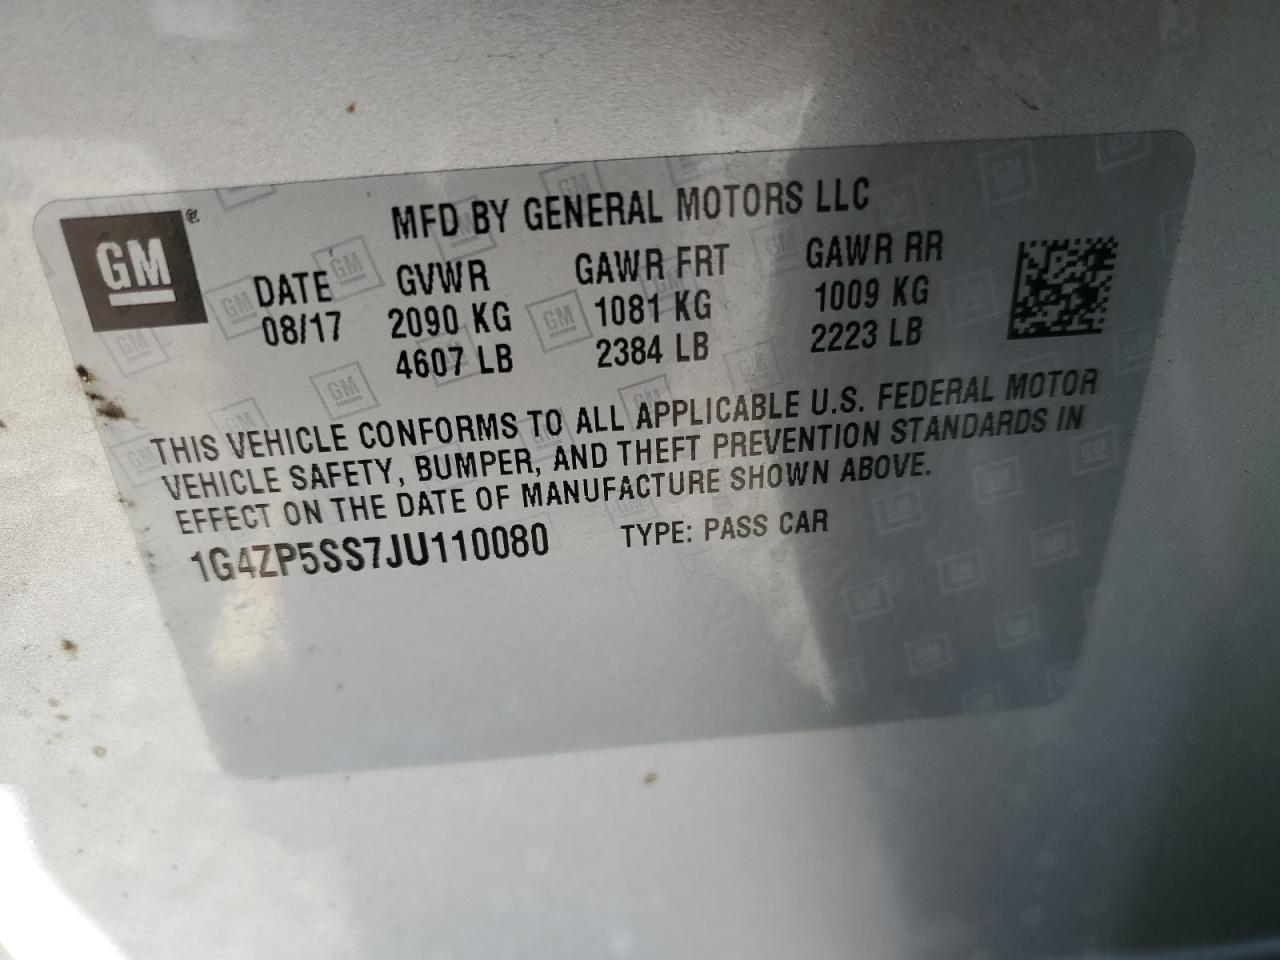 GM
MFD BY GENERAL MOTORS LLC
DATE GVWR GAWR FRT GAWR RR
08/17 2090 KG 1081 KG 1009 KG
4607 LB 2384 LB 2223 LB
THIS VEHICLE CONFORMS TO ALL APPLICABLE U.S. FEDERAL MOTOR
VEHICLE SAFETY, BUMPER, AND THEFT PREVENTION STANDARDS IN
EFFECT ON THE DATE OF MANUFACTURE SHOWN ABOVE.
1G4ZP5SS7JU110080 TYPE: PASS CAR